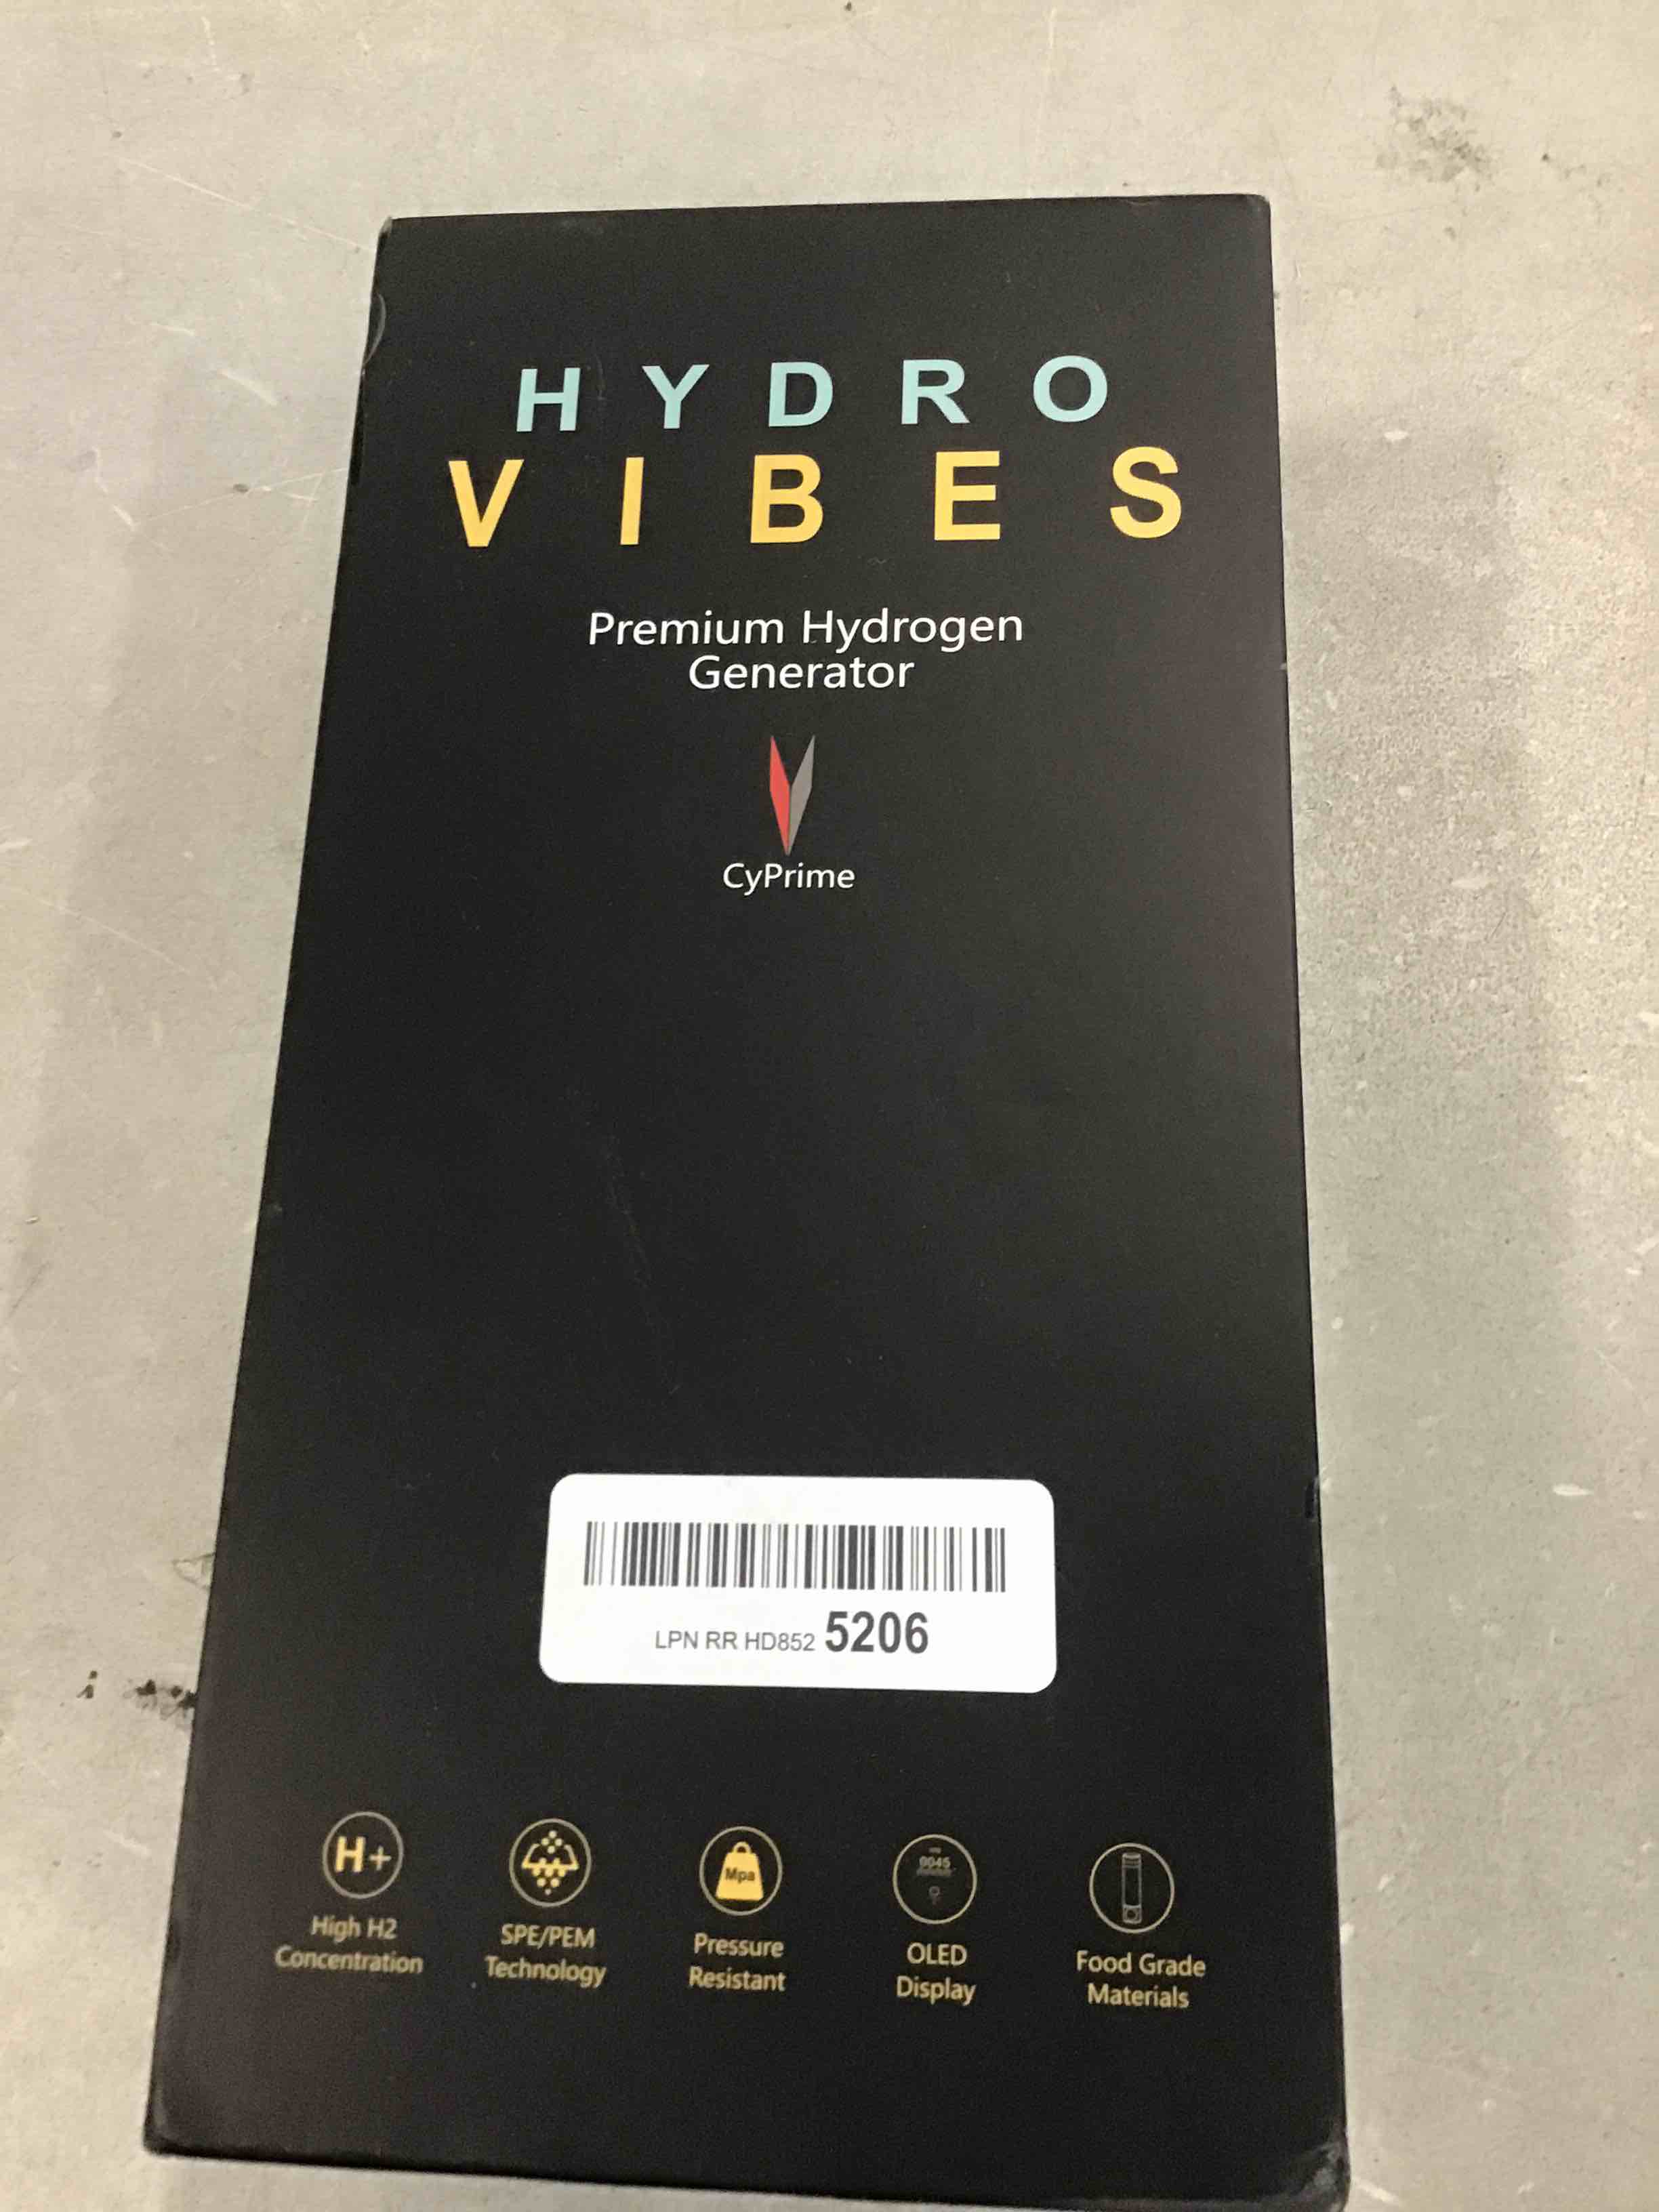 HYDRO
VIBES
Premium Hydrogen
Generator
CyPrime
LPN RR HD852 5206
H+
High H2
Concentration
SPE/PEM
Technology
Mpa
Pressure
Resistant
0045
OLED
Display
Food Grade
Materials